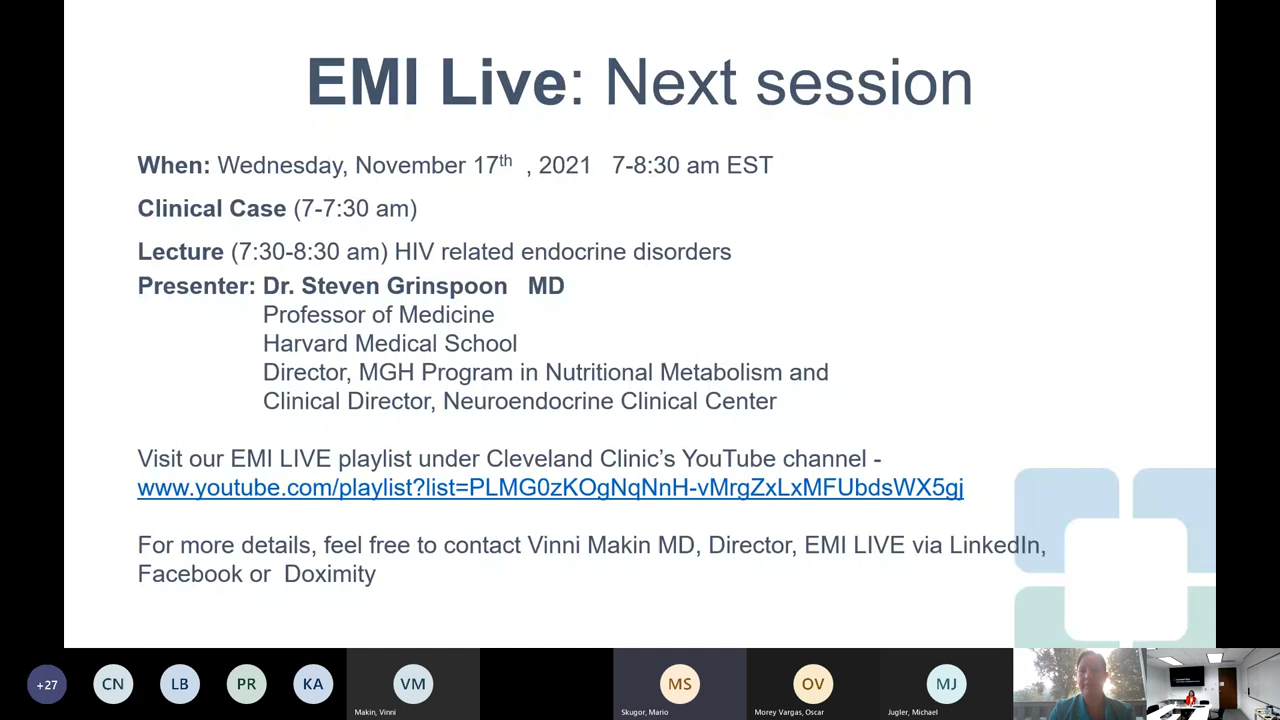 EMI Live: Next session
When: Wednesday, November 17th , 2021 7-8:30 am EST
Clinical Case (7-7:30 am)
Lecture (7:30-8:30 am) HIV related endocrine disorders
Presenter: Dr. Steven Grinspoon MD
Professor of Medicine
Harvard Medical School
Director, MGH Program in Nutritional Metabolism and
Clinical Director, Neuroendocrine Clinical Center
Visit our EMI LIVE playlist under Cleveland Clinic’s YouTube channel -
www.youtube.com/playlist?list=PLMG0zKOgNqNnH-vMrgZxLxMFUbdsWX5gj
For more details, feel free to contact Vinni Makin MD, Director, EMI LIVE via LinkedIn,
Facebook or Doximity
+27 CN LB PR KA VM MS OV MJ
Makin, Vinni Skugor, Mario Morey Vargas, Oscar Jugler, Michael